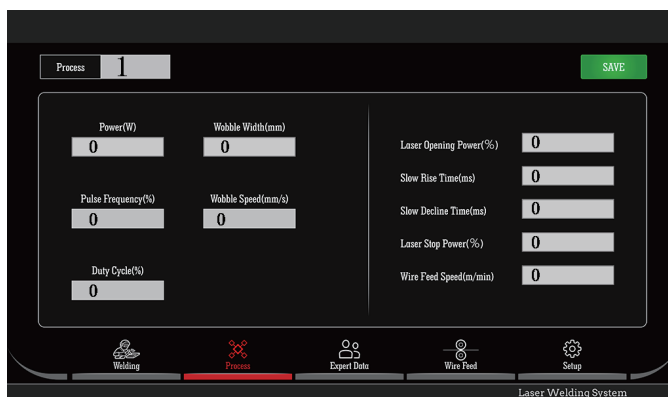 Process 1
SAVE
Power(W)
0
Wobble Width(mm)
0
Pulse Frequency(%)
0
Wobble Speed(mm/s)
0
Duty Cycle(%)
0
Laser Opening Power(%) 0
Slow Rise Time(ms) 0
Slow Decline Time(ms) 0
Laser Stop Power(%) 0
Wire Feed Speed(m/min) 0
Welding
Process
Expert Data
Wire Feed
Setup
Laser Welding System